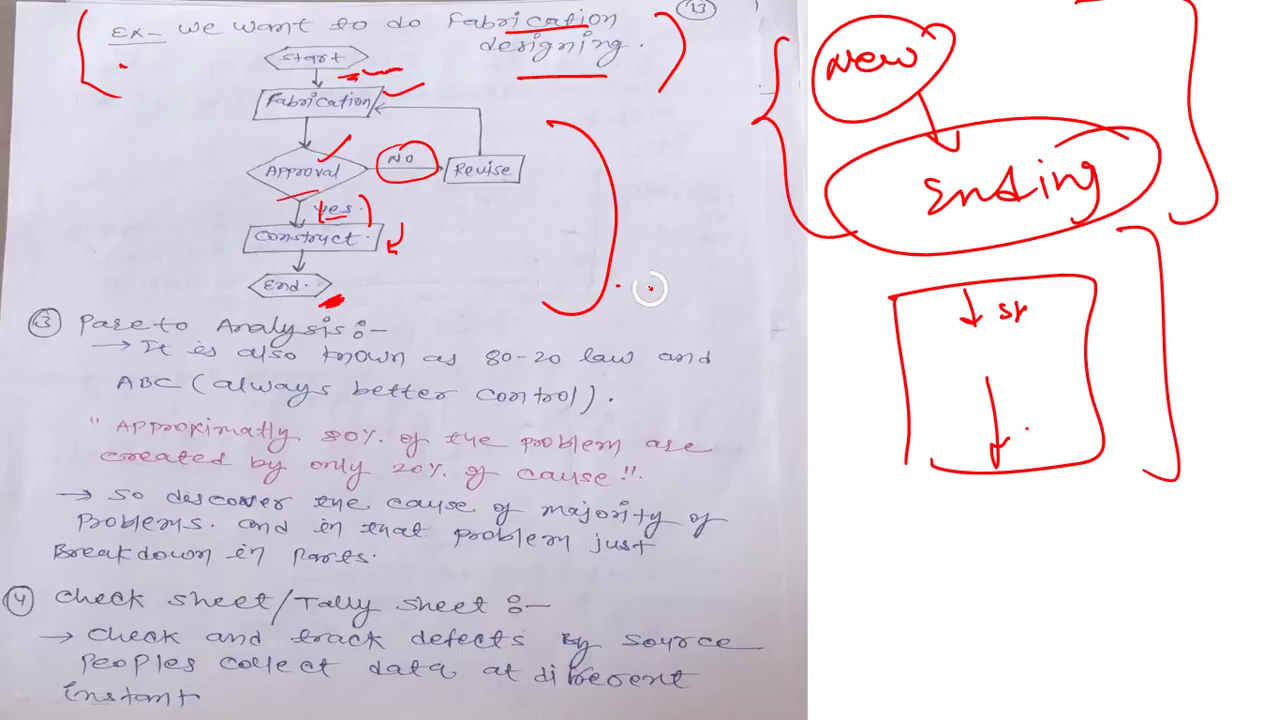 13
Ex- we want to do Fabrication
designing.
Start
Fabrication
Approval
NO
Revise
Yes.
Construct.
End.
③ Pareto Analysis :-
→ It is also known as 80-20 law and
ABC (always better control).
"Approximatly 80% of the problem are
created by only 20% of cause!!.
→ So discover the cause of majority of
Problems. and in that problem just
Breakdown in Parts.
④ Check sheet/Tally sheet :-
→ Check and track defects by source
Peoples collect data at different
instant
New
Ending